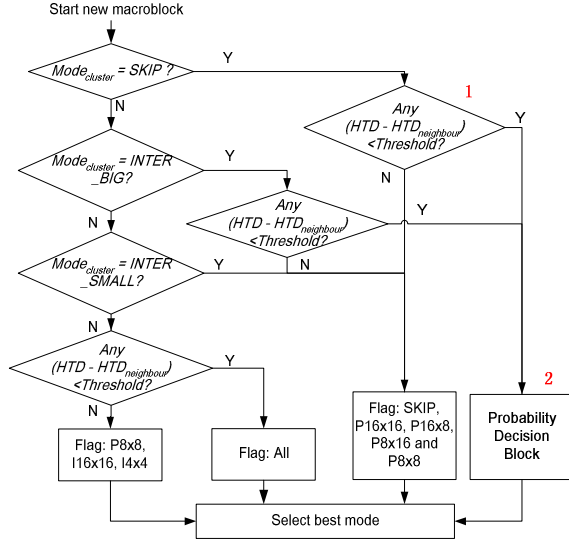 Start new macroblock
Mode_cluster = SKIP ?
Y
N
1
Any
(HTD - HTD_neighbour)
<Threshold?
Y
N
Mode_cluster = INTER
_BIG?
Y
N
Any
(HTD - HTD_neighbour)
<Threshold?
Y
N
Mode_cluster = INTER
_SMALL?
Y
N
Any
(HTD - HTD_neighbour)
<Threshold?
Y
N
Flag: P8x8,
I16x16, I4x4
Flag: All
Flag: SKIP,
P16x16, P16x8,
P8x16 and
P8x8
2
Probability
Decision
Block
Select best mode